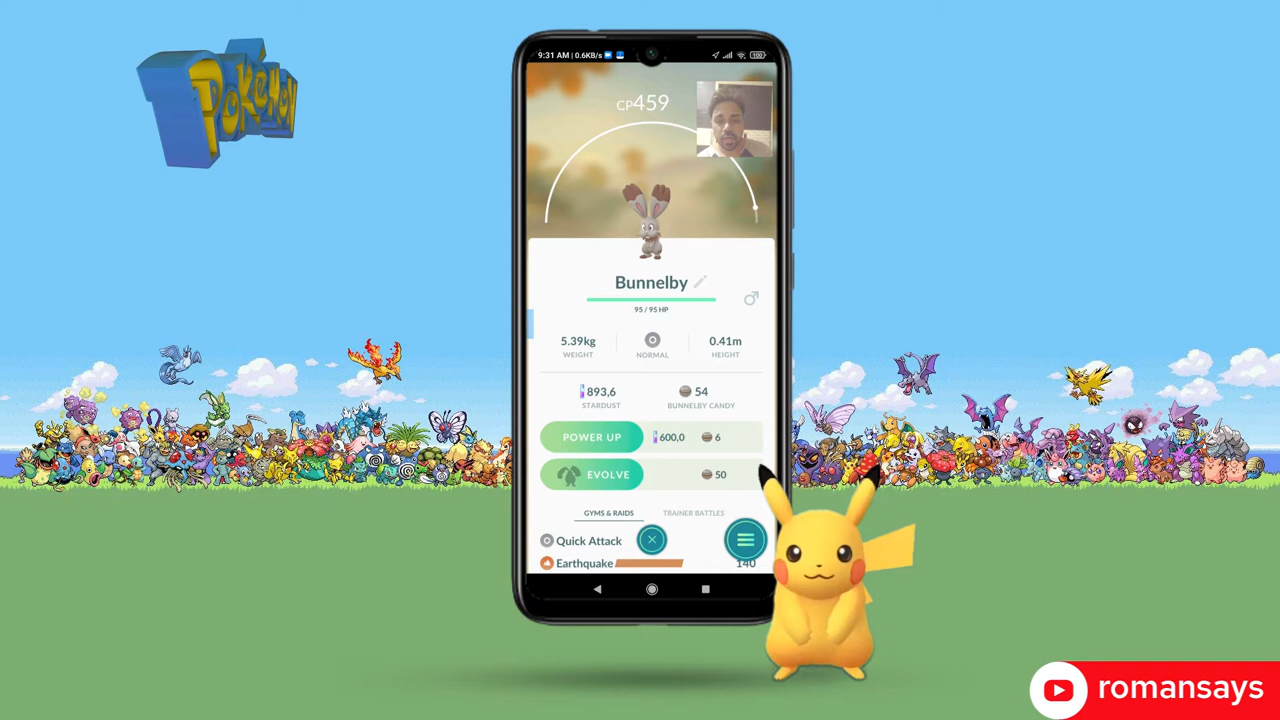 POKéMON
9:31 AM | 0.6KB/s
100
CP459
Bunnelby
95 / 95 HP
5.39kg
0.41m
WEIGHT
NORMAL
HEIGHT
893,6
54
STARDUST
BUNNELBY CANDY
POWER UP
600,0
6
EVOLVE
50
GYMS & RAIDS
TRAINER BATTLES
Quick Attack
Earthquake
140
romansays